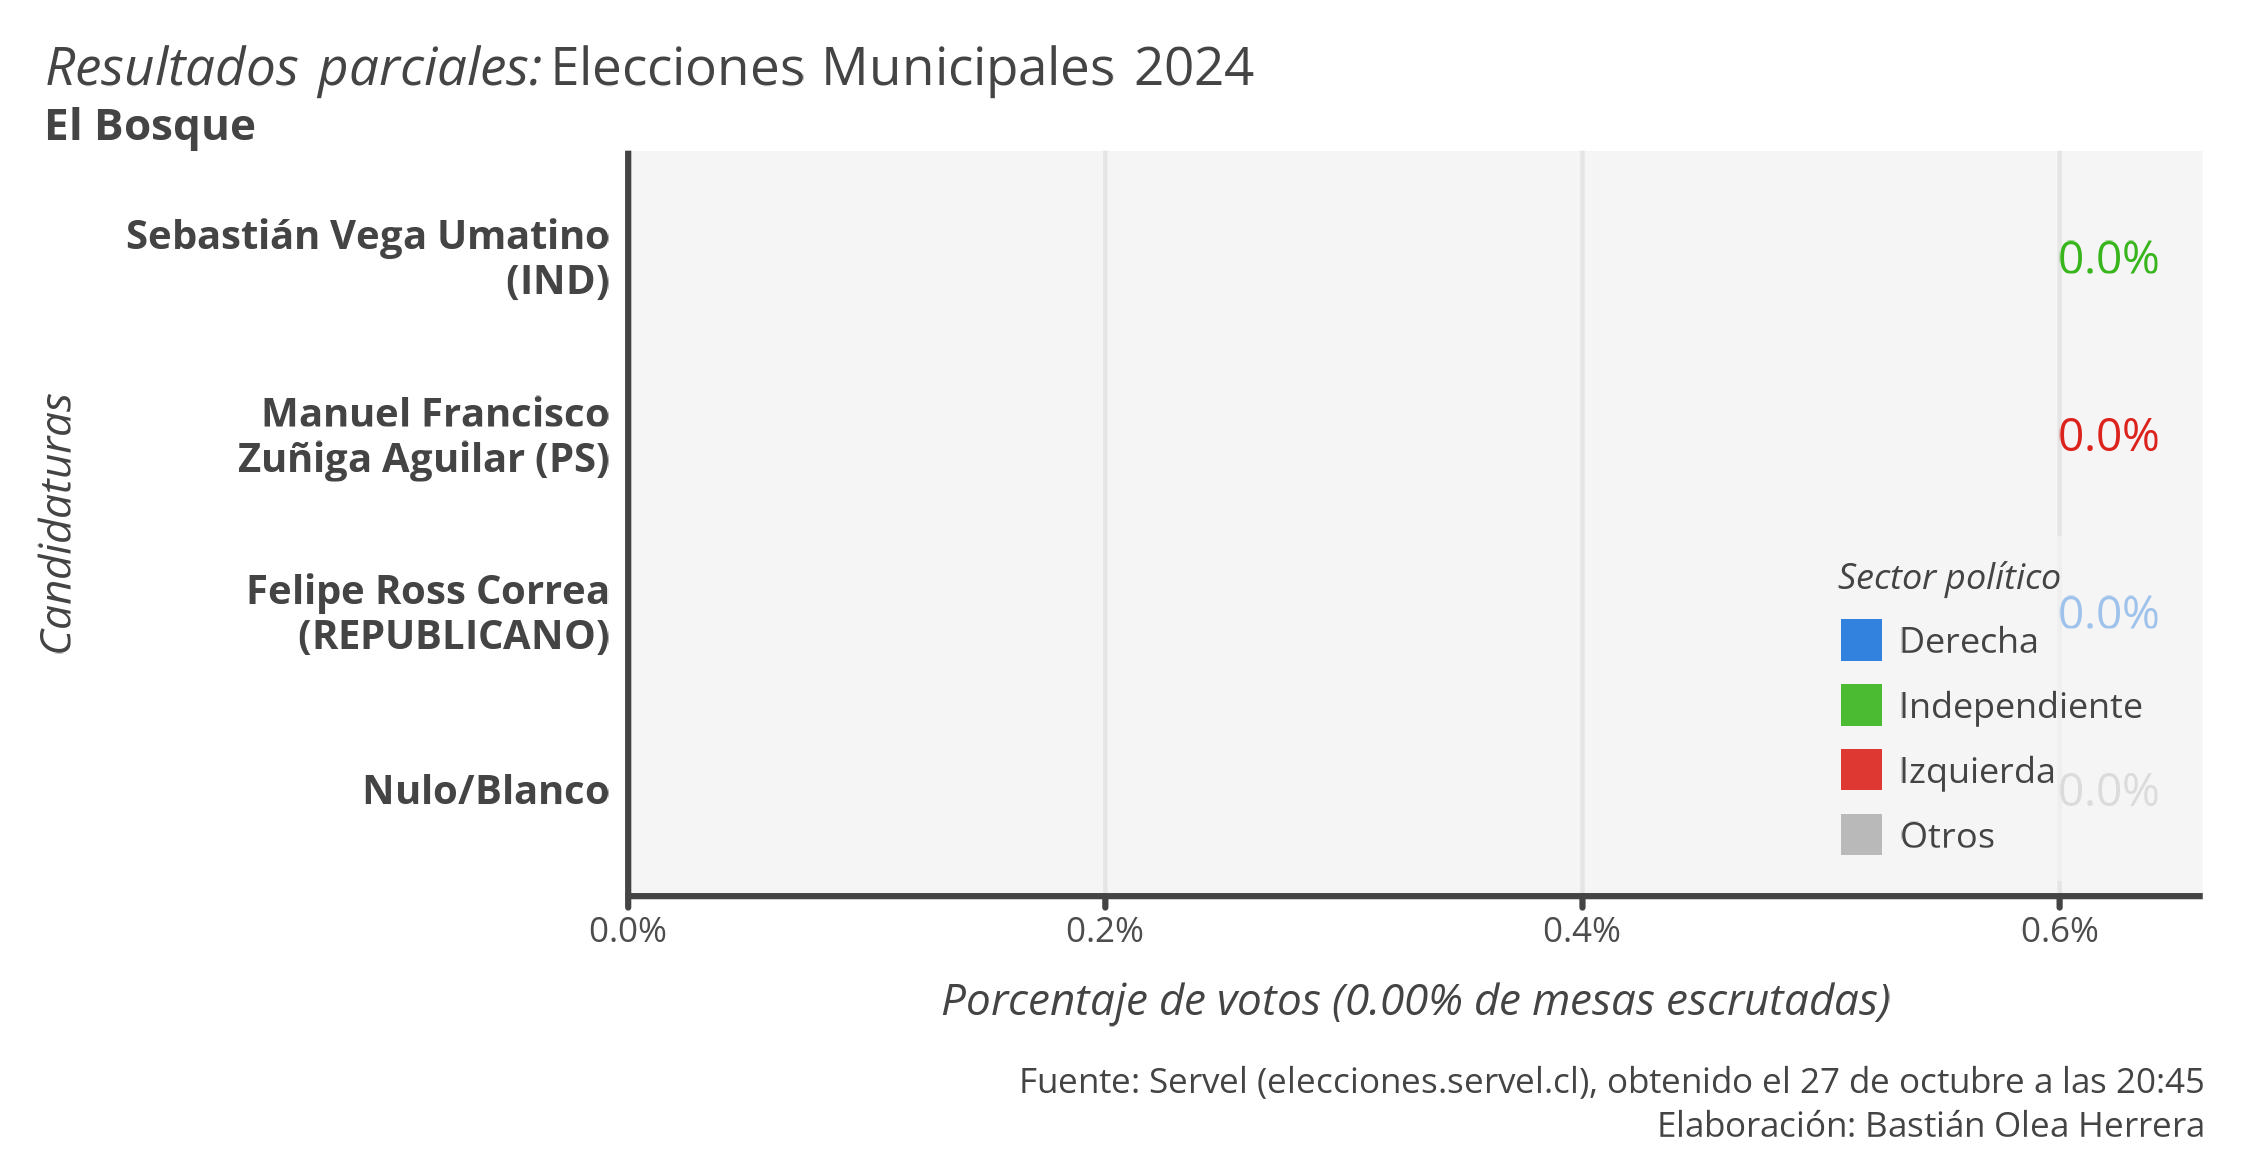 Resultados parciales: Elecciones Municipales 2024
El Bosque
Candidaturas
Sebastián Vega Umatino
(IND)
0.0%
Manuel Francisco
Zuñiga Aguilar (PS)
0.0%
Felipe Ross Correa
(REPUBLICANO)
0.0%
Nulo/Blanco
0.0%
Sector político
Derecha
Independiente
Izquierda
Otros
0.0%
0.2%
0.4%
0.6%
Porcentaje de votos (0.00% de mesas escrutadas)
Fuente: Servel (elecciones.servel.cl), obtenido el 27 de octubre a las 20:45
Elaboración: Bastián Olea Herrera